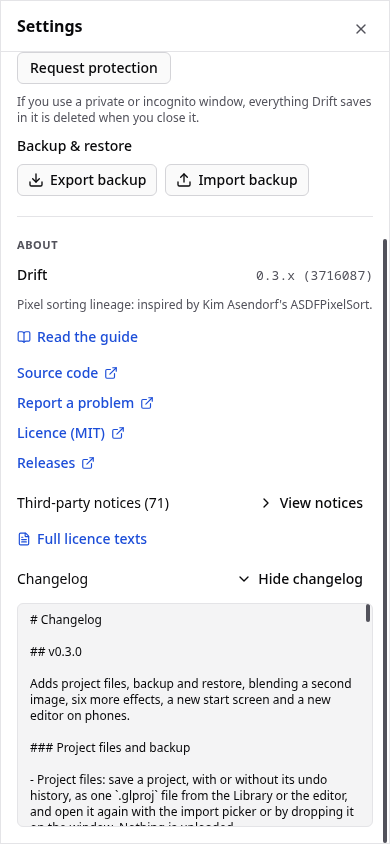 Settings
Request protection
If you use a private or incognito window, everything Drift saves
in it is deleted when you close it.
Backup & restore
Export backup
Import backup
ABOUT
Drift
0.3.x (3716087)
Pixel sorting lineage: inspired by Kim Asendorf's ASDFPixelSort.
Read the guide
Source code
Report a problem
Licence (MIT)
Releases
Third-party notices (71)
View notices
Full licence texts
Changelog
Hide changelog
# Changelog
## v0.3.0
Adds project files, backup and restore, blending a second
image, six more effects, a new start screen and a new
editor on phones.
### Project files and backup
- Project files: save a project, with or without its undo
history, as one `.glproj` file from the Library or the editor,
and open it again with the import picker or by dropping it
on the window. Nothing is uploaded